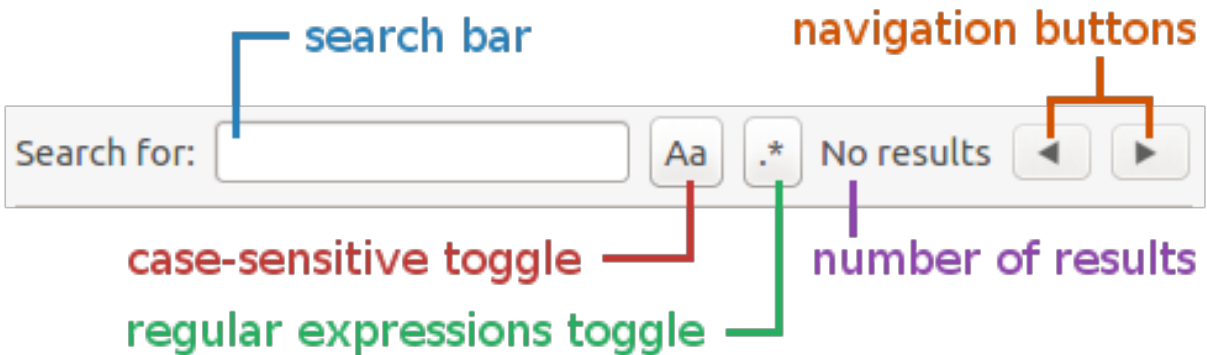 search bar
navigation buttons
Search for: Aa .* No results
case-sensitive toggle
number of results
regular expressions toggle